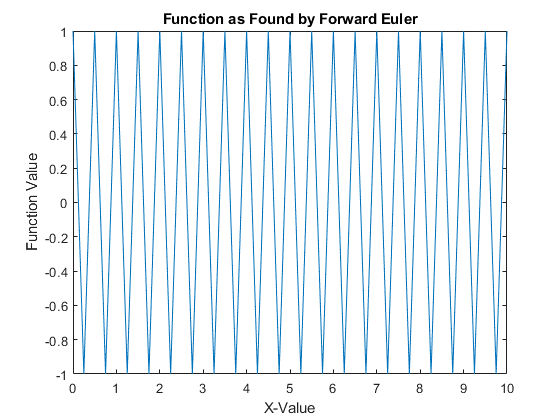 Function as Found by Forward Euler
1
0.8
0.6
0.4
0.2
0
-0.2
-0.4
-0.6
-0.8
-1
Function Value
0 1 2 3 4 5 6 7 8 9 10
X-Value